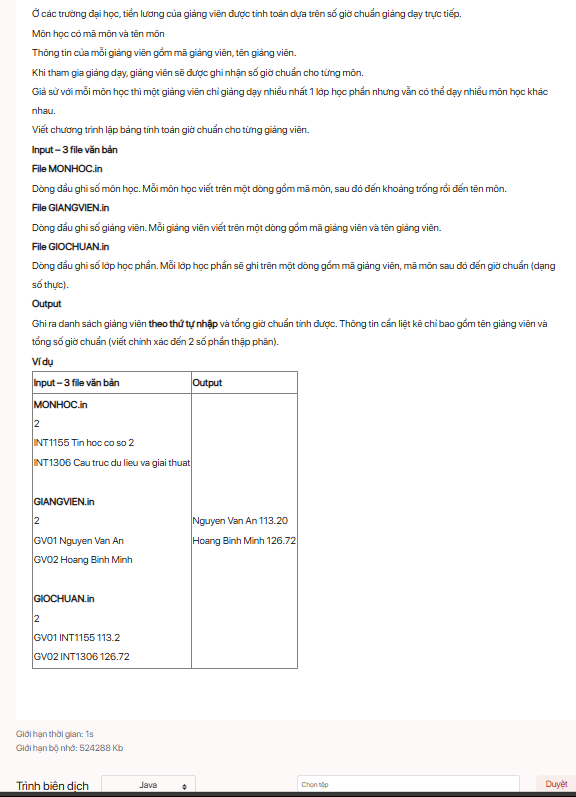 Ở các trường đại học, tiền lương của giảng viên được tính toán dựa trên số giờ chuẩn giảng dạy trực tiếp.
Môn học có mã môn và tên môn
Thông tin của mỗi giảng viên gồm mã giảng viên, tên giảng viên.
Khi tham gia giảng dạy, giảng viên sẽ được ghi nhận số giờ chuẩn cho từng môn.
Giả sử với mỗi môn học thì một giảng viên chỉ giảng dạy nhiều nhất 1 lớp học phần nhưng vẫn có thể dạy nhiều môn học khác
nhau.
Viết chương trình lập bảng tính toán giờ chuẩn cho từng giảng viên.
Input – 3 file văn bản
File MONHOC.in
Dòng đầu ghi số môn học. Mỗi môn học viết trên một dòng gồm mã môn, sau đó đến khoảng trống rồi đến tên môn.
File GIANGVIEN.in
Dòng đầu ghi số giảng viên. Mỗi giảng viên viết trên một dòng gồm mã giảng viên và tên giảng viên.
File GIOCHUAN.in
Dòng đầu ghi số lớp học phần. Mỗi lớp học phần sẽ ghi trên một dòng gồm mã giảng viên, mã môn sau đó đến giờ chuẩn (dạng
số thực).
Output
Ghi ra danh sách giảng viên theo thứ tự nhập và tổng giờ chuẩn tính được. Thông tin cần liệt kê chỉ bao gồm tên giảng viên và
tổng số giờ chuẩn (viết chính xác đến 2 số phần thập phân).
Ví dụ
Input – 3 file văn bản Output
MONHOC.in
2
INT1155 Tin hoc co so 2
INT1306 Cau truc du lieu va giai thuat
GIANGVIEN.in
2
GV01 Nguyen Van An
GV02 Hoang Binh Minh
GIOCHUAN.in
2
GV01 INT1155 113.2
GV02 INT1306 126.72
Nguyen Van An 113.20
Hoang Binh Minh 126.72
Giới hạn thời gian: 1s
Giới hạn bộ nhớ: 524288 Kb
Trình biên dịch Java Chọn tệp Duyệt